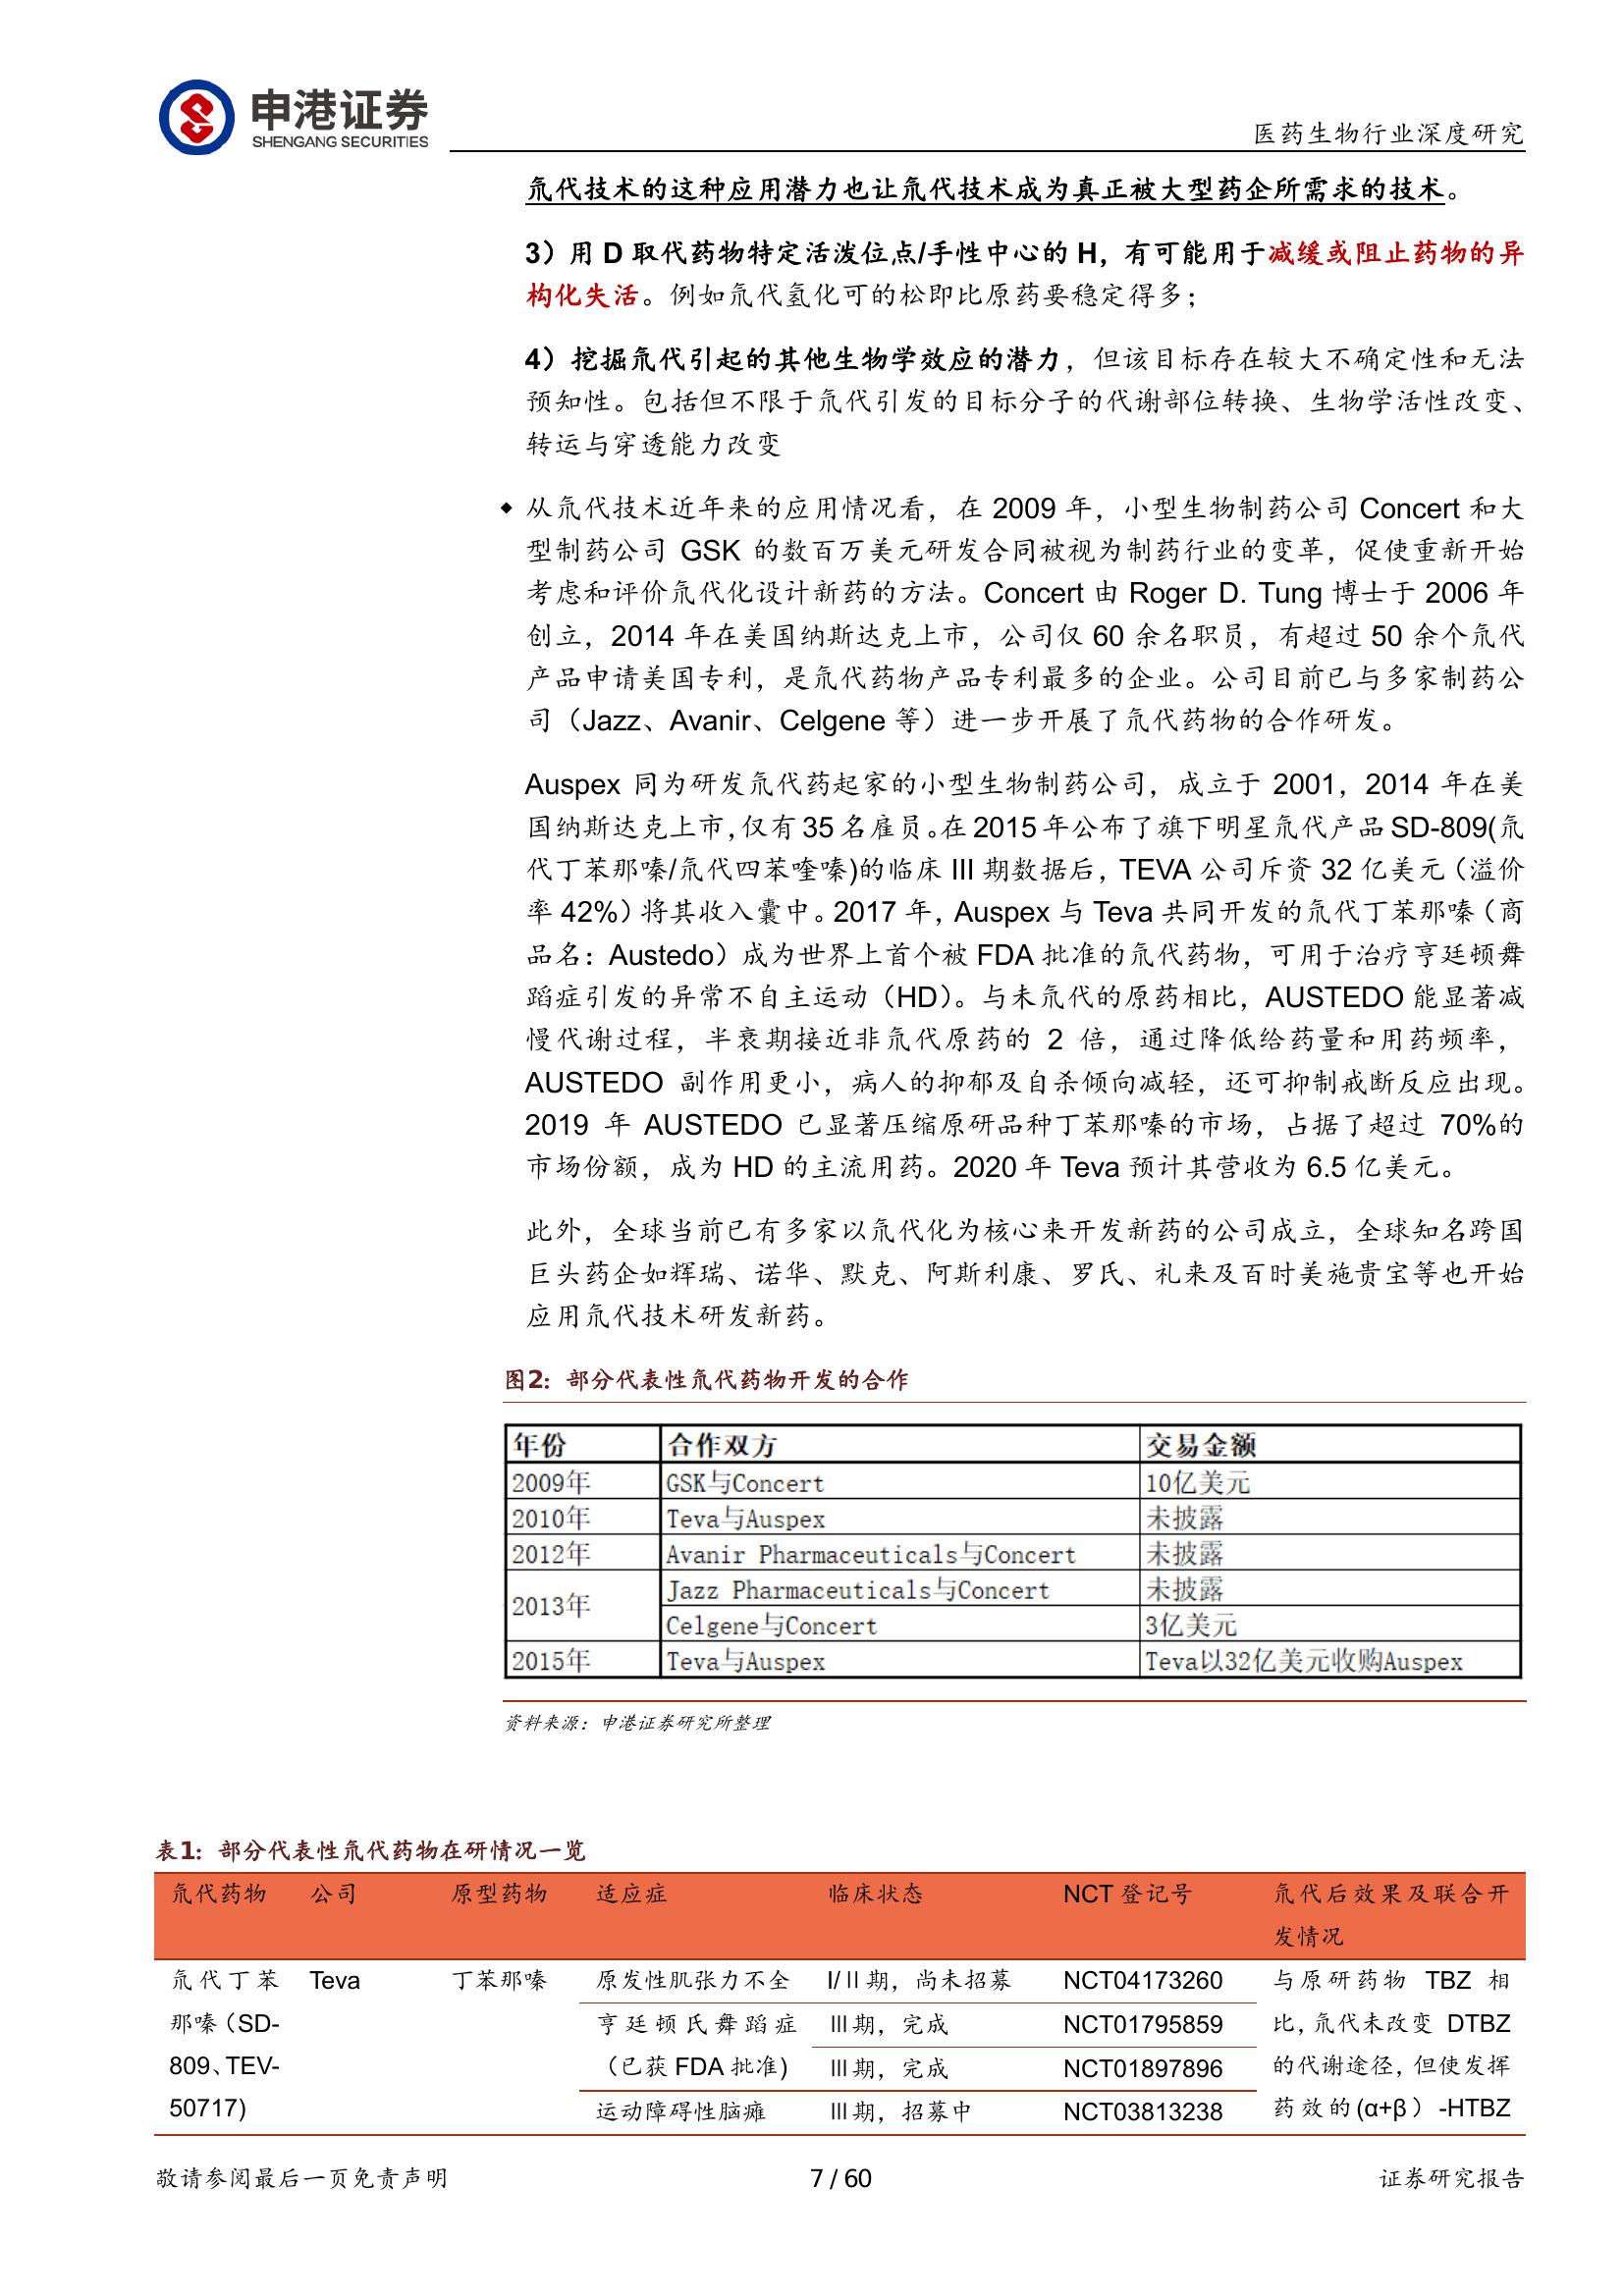 申港证券
SHENGANG SECURITIES
医药生物行业深度研究
氘代技术的这种应用潜力也让氘代技术成为真正被大型药企所需求的技术。
3）用 D 取代药物特定活泼位点/手性中心的 H，有可能用于减缓或阻止药物的异
构化失活。例如氘代氢化可的松即比原药要稳定得多；
4）挖掘氘代引起的其他生物学效应的潜力，但该目标存在较大不确定性和无法
预知性。包括但不限于氘代引发的目标分子的代谢部位转换、生物学活性改变、
转运与穿透能力改变
◆ 从氘代技术近年来的应用情况看，在 2009 年，小型生物制药公司 Concert 和大
型制药公司 GSK 的数百万美元研发合同被视为制药行业的变革，促使重新开始
考虑和评价氘代化设计新药的方法。Concert 由 Roger D. Tung 博士于 2006 年
创立，2014 年在美国纳斯达克上市，公司仅 60 余名职员，有超过 50 余个氘代
产品申请美国专利，是氘代药物产品专利最多的企业。公司目前已与多家制药公
司（Jazz、Avanir、Celgene 等）进一步开展了氘代药物的合作研发。
Auspex 同为研发氘代药起家的小型生物制药公司，成立于 2001，2014 年在美
国纳斯达克上市，仅有 35 名雇员。在 2015 年公布了旗下明星氘代产品 SD-809(氘
代丁苯那嗪/氘代四苯喹嗪)的临床 III 期数据后，TEVA 公司斥资 32 亿美元（溢价
率 42%）将其收入囊中。2017 年，Auspex 与 Teva 共同开发的氘代丁苯那嗪（商
品名：Austedo）成为世界上首个被 FDA 批准的氘代药物，可用于治疗亨廷顿舞
蹈症引发的异常不自主运动（HD）。与未氘代的原药相比，AUSTEDO 能显著减
慢代谢过程，半衰期接近非氘代原药的 2 倍，通过降低给药量和用药频率，
AUSTEDO 副作用更小，病人的抑郁及自杀倾向减轻，还可抑制戒断反应出现。
2019 年 AUSTEDO 已显著压缩原研品种丁苯那嗪的市场，占据了超过 70%的
市场份额，成为 HD 的主流用药。2020 年 Teva 预计其营收为 6.5 亿美元。
此外，全球当前已有多家以氘代化为核心来开发新药的公司成立，全球知名跨国
巨头药企如辉瑞、诺华、默克、阿斯利康、罗氏、礼来及百时美施贵宝等也开始
应用氘代技术研发新药。
图2：部分代表性氘代药物开发的合作
年份 合作双方 交易金额
2009年 GSK与Concert 10亿美元
2010年 Teva与Auspex 未披露
2012年 Avanir Pharmaceuticals与Concert 未披露
2013年 Jazz Pharmaceuticals与Concert 未披露
Celgene与Concert 3亿美元
2015年 Teva与Auspex Teva以32亿美元收购Auspex
资料来源：申港证券研究所整理
表1：部分代表性氘代药物在研情况一览
氘代药物 公司 原型药物 适应症 临床状态 NCT 登记号 氘代后效果及联合开
发情况
氘代丁苯 Teva 丁苯那嗪 原发性肌张力不全 I/Ⅱ期，尚未招募 NCT04173260 与原研药物 TBZ 相
那嗪（SD- 亨廷顿氏舞蹈症 Ⅲ期，完成 NCT01795859 比，氘代未改变 DTBZ
809、TEV- （已获 FDA 批准) Ⅲ期，完成 NCT01897896 的代谢途径，但使发挥
50717) 运动障碍性脑瘫 Ⅲ期，招募中 NCT03813238 药效的(α+β）-HTBZ
敬请参阅最后一页免责声明 7 / 60 证券研究报告